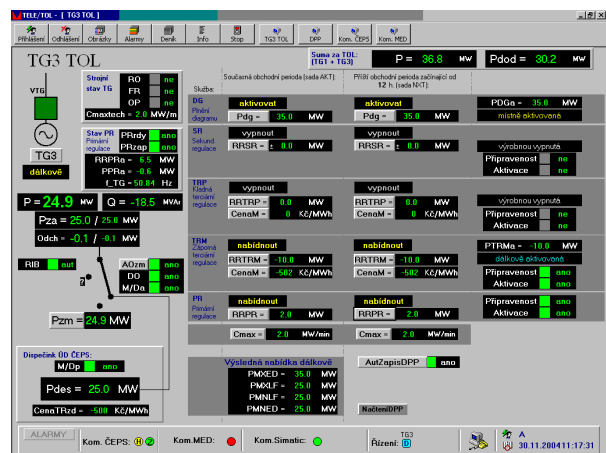 TELE/TOL - [ TG3 TOL ]
Přihlášení Odhlášení Obrázky Alarmy Deník Info Stop TG3 TOL DPP Kom. ČEPS Kom. MED
TG3 TOL
Suma za TOL: (TG1 + TG3)
P = 36.8 MW
Pdod = 30.2 MW
VTG
TG3
dálkově
Strojní stav TG
RO ne
FR ne
OP ne
Cmaxtech = 2.0 MW/m
Stav PR
Primární regulace
PRrdy ano
PRzap ano
RRPRa = 6.5 MW
PPRa = -0.6 MW
f_TG = 50.04 Hz
P = 24.9 MW
Q = -18.5 MVAr
Pza = 25.0 / 25.0 MW
Odch = -0.1 / -0.1 MW
RIB aut
AOzm ano
DO ano
M/Da ano
Pzm = 24.9 MW
Dispečink OD ČEPS:
M/Dp ano
Pdes = 25.0 MW
CenaTRzd = -500 Kč/MWh
Služba:
Současná obchodní perioda (sada AKT):
Příští obchodní perioda začínající od
12 h. (sada NXT):
DG
Plnění diagramu
aktivovat
Pdg = 35.0 MW
aktivovat
Pdg = 35.0 MW
PDGa = 35.0 MW
místně aktivovaná
SR
Sekund. regulace
vypnout
RRSR = ± 0.0 MW
vypnout
RRSR = ± 0.0 MW
výrobnou vypnutá
Připravenost ne
Aktivace ne
TRP
Kladná terciární regulace
vypnout
RRTRP = 0.0 MW
CenaM = 0 Kč/MWh
vypnout
RRTRP = 0.0 MW
CenaM = 0 Kč/MWh
výrobnou vypnutá
Připravenost ne
Aktivace ne
TRM
Záporná terciární regulace
nabídnout
RRTRM = -10.0 MW
CenaM = -502 Kč/MWh
nabídnout
RRTRM = -10.0 MW
CenaM = -502 Kč/MWh
PTRMa = -10.0 MW
dálkově aktivovaná
Připravenost ano
Aktivace ano
PR
Primární regulace
nabídnout
RRPR = 2.0 MW
nabídnout
RRPR = 2.0 MW
Připravenost ano
Aktivace ano
Cmax = 2.0 MW/min
Cmax = 2.0 MW/min
Výsledná nabídka dálkově
PMXED = 35.0 MW
PMXLF = 25.0 MW
PMNLF = 25.0 MW
PMNED = 25.0 MW
AutZapisDPP ano
NačteníDPP
ALARMY
Kom. ČEPS: H
Kom.MED:
Kom.Simatic:
TG3
Řízení: D
A
30.11.2004 11:17:31